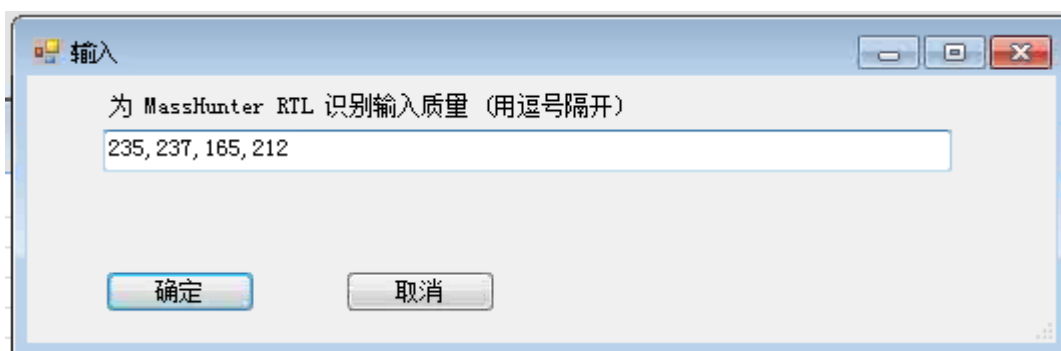 输入
为 MassHunter RTL 识别输入质量 (用逗号隔开)
235,237,165,212
确定 取消